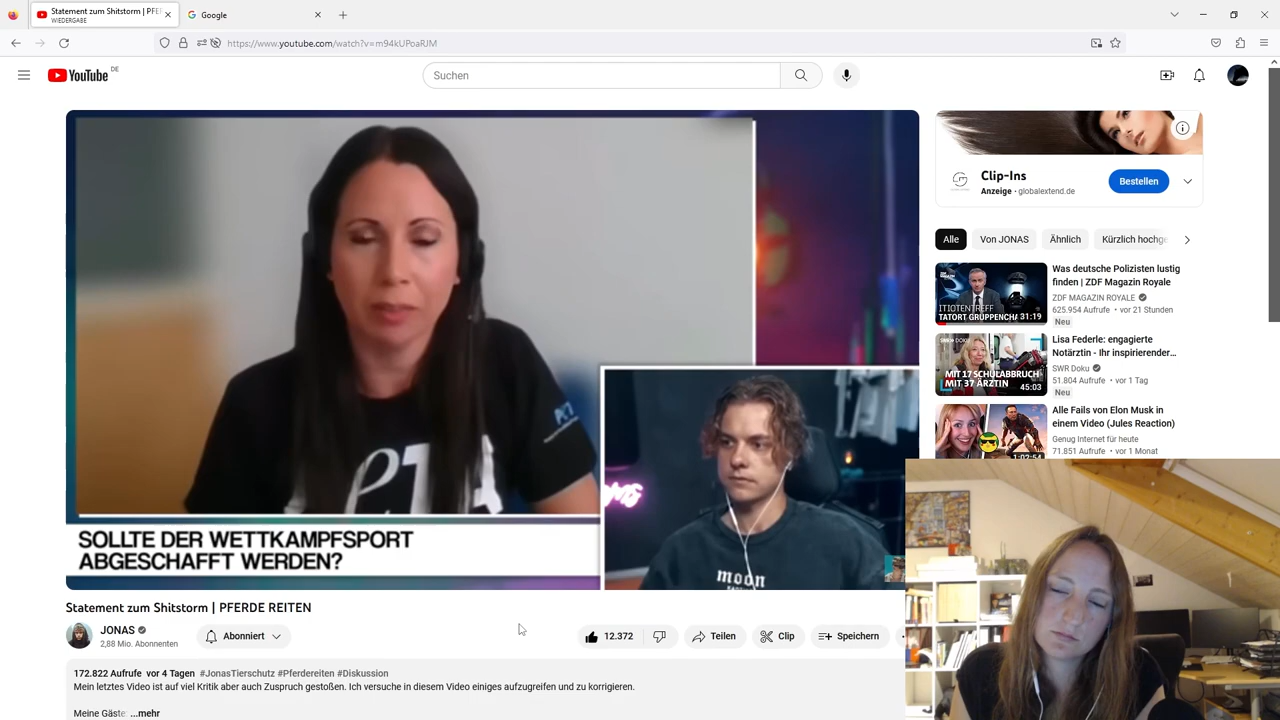 Statement zum Shitstorm | PFE
WIEDERGABE
Google
https://www.youtube.com/watch?v=m94kUPoaRJM
YouTube DE
Suchen
SOLLTE DER WETTKAMPFSPORT
ABGESCHAFFT WERDEN?
moon
Statement zum Shitstorm | PFERDE REITEN
JONAS
2,88 Mio. Abonnenten
Abonniert
12.372
Teilen
Clip
Speichern
172.822 Aufrufe vor 4 Tagen #JonasTierschutz #Pferdereiten #Diskussion
Mein letztes Video ist auf viel Kritik aber auch Zuspruch gestoßen. Ich versuche in diesem Video einiges aufzugreifen und zu korrigieren.
Meine Gäste: ...mehr
Clip-Ins
Anzeige · globalextend.de
Bestellen
Alle
Von JONAS
Ähnlich
Kürzlich hochge
IDIOTENTREFF
TATORT GRUPPENCHA
31:19
Was deutsche Polizisten lustig
finden | ZDF Magazin Royale
ZDF MAGAZIN ROYALE
625.954 Aufrufe · vor 21 Stunden
Neu
MIT 17 SCHULABBRUCH
MIT 37 ÄRZTIN
45:03
Lisa Federle: engagierte
Notärztin - Ihr inspirierender...
SWR Doku
51.804 Aufrufe · vor 1 Tag
Neu
1:02:54
Alle Fails von Elon Musk in
einem Video (Jules Reaction)
Genug Internet für heute
71.851 Aufrufe · vor 1 Monat